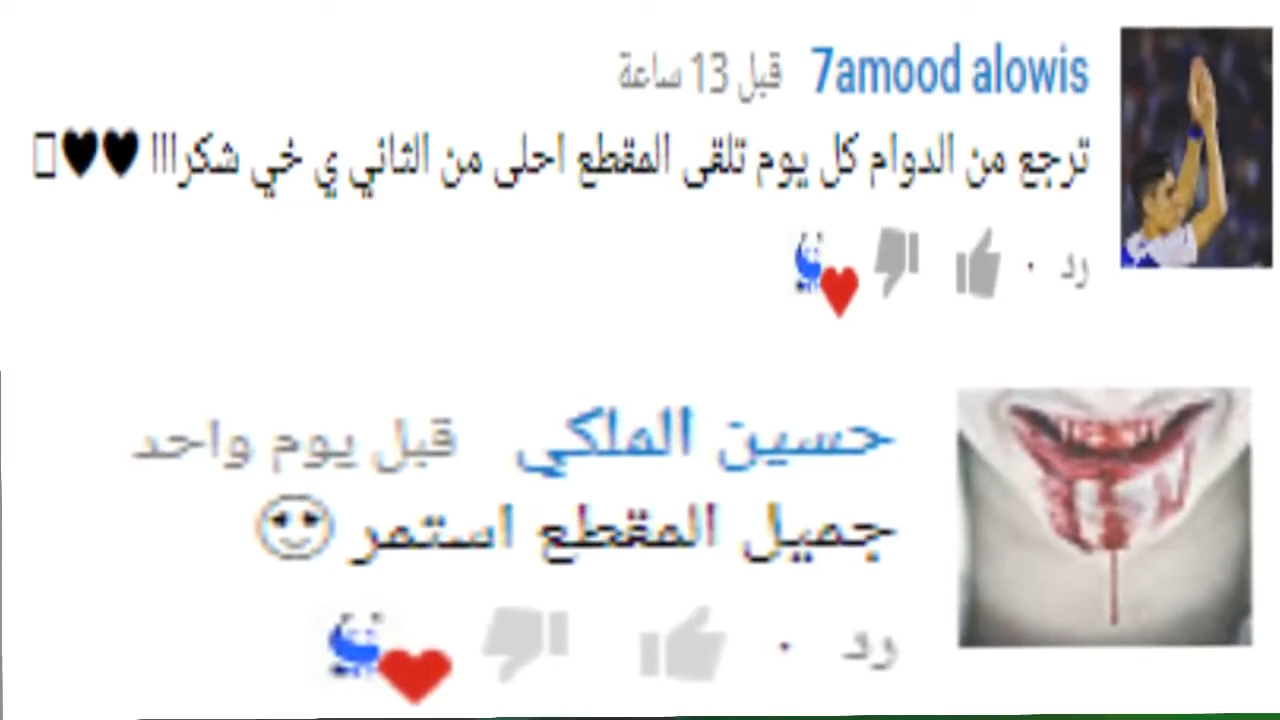 7amood alowis قبل 13 ساعة
ترجع من الدوام كل يوم تلقى المقطع احلى من الثاني ي خي شكرااا ♥♥
رد
حسين الملكي قبل يوم واحد
جميل المقطع استمر
رد